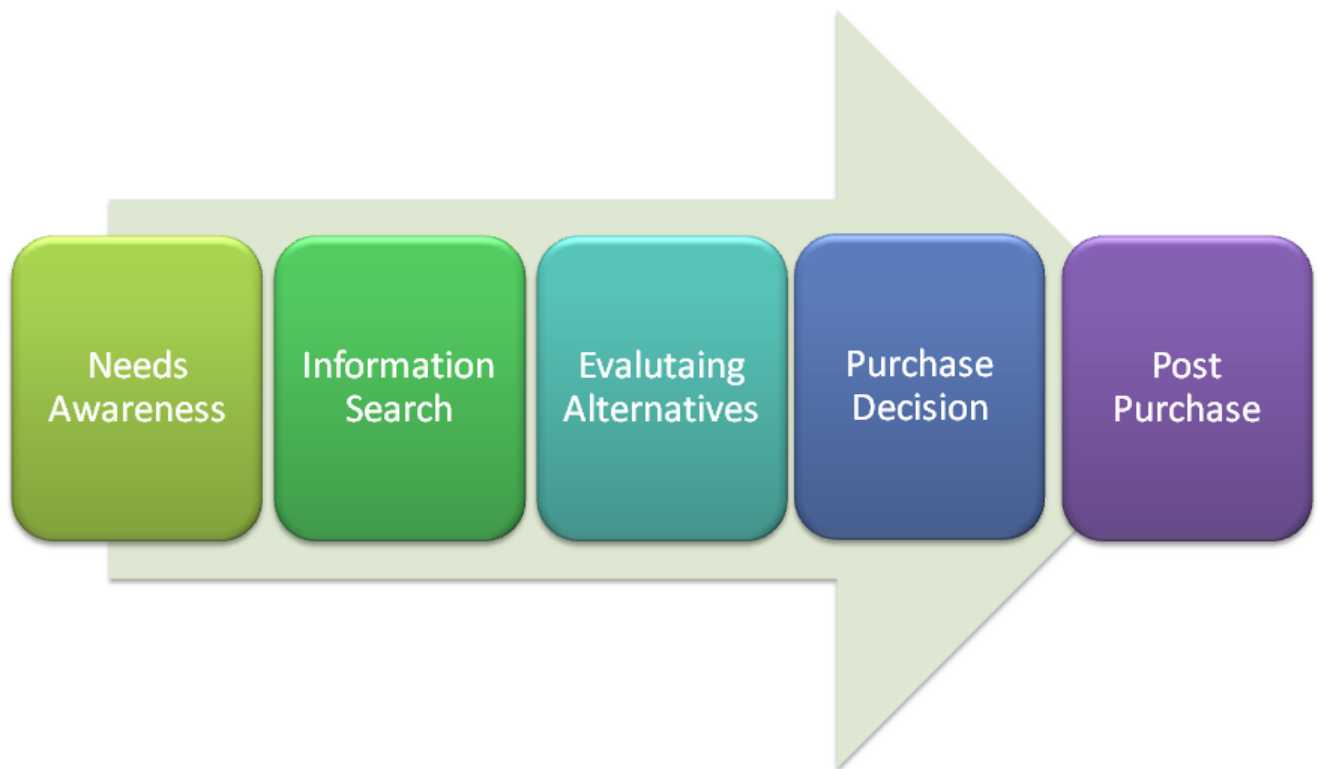 Needs
Awareness
Information
Search
Evalutaing
Alternatives
Purchase
Decision
Post
Purchase